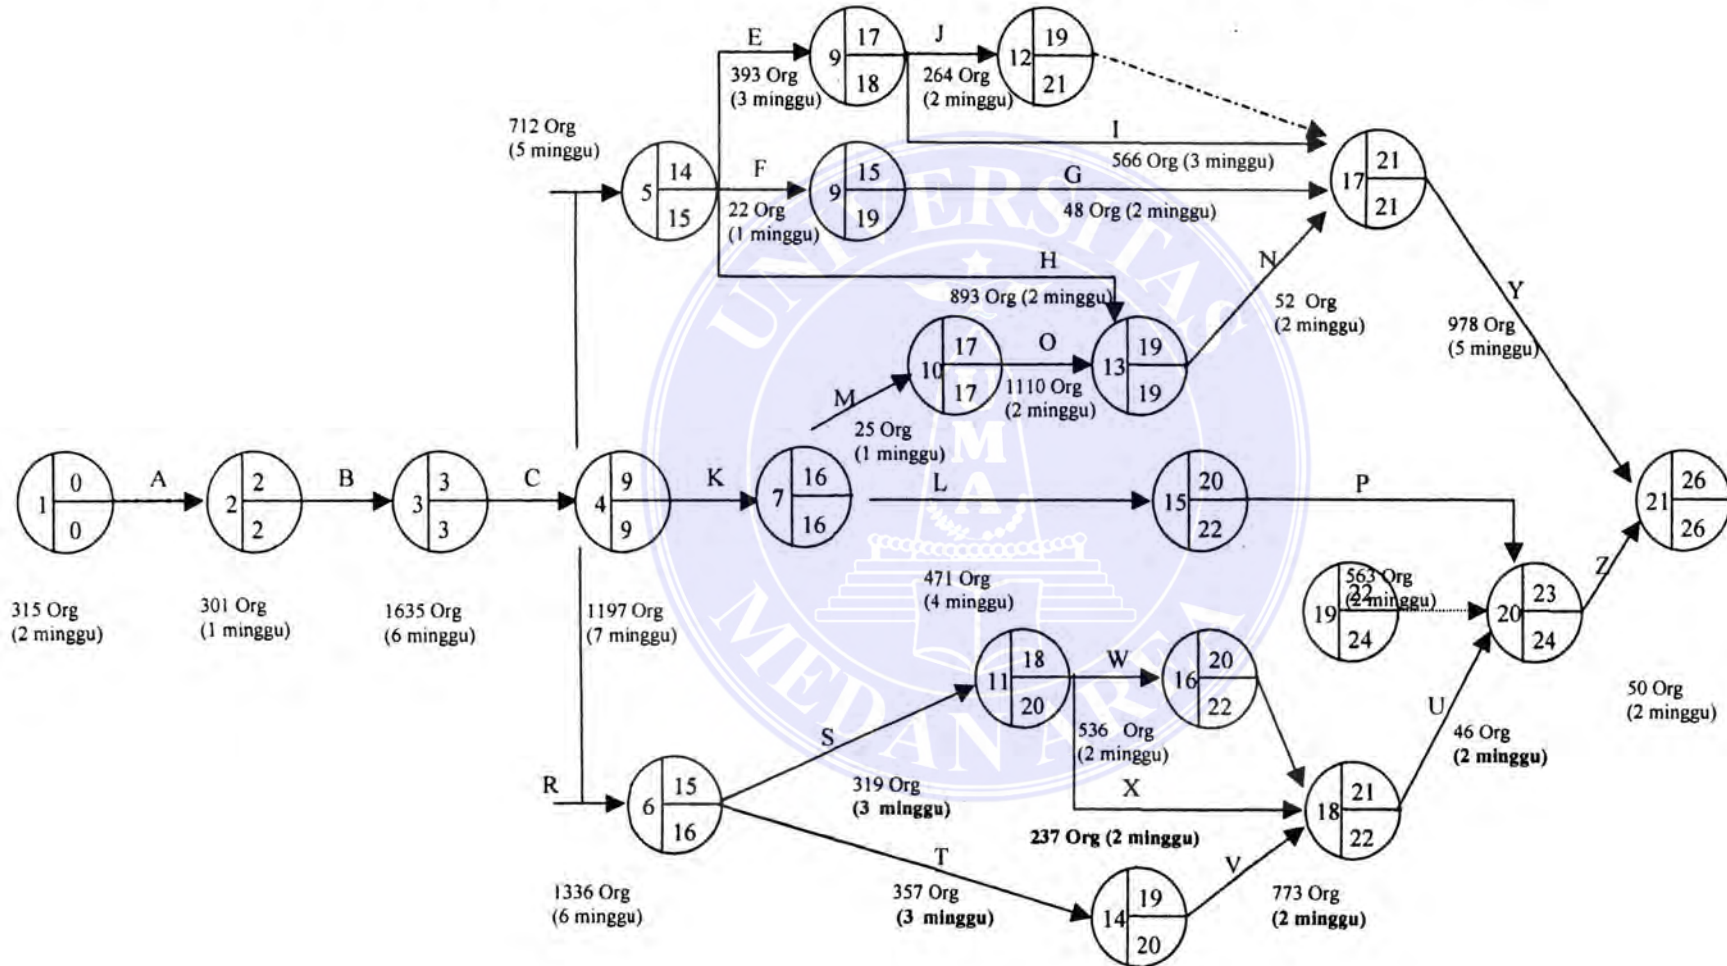 E
393 Org
(3 minggu)
9
17
18
J
264 Org
(2 minggu)
12
19
21
712 Org
(5 minggu)
5
14
15
F
22 Org
(1 minggu)
9
15
19
I
566 Org (3 minggu)
G
48 Org (2 minggu)
17
21
21
H
893 Org (2 minggu)
N
52 Org
(2 minggu)
Y
978 Org
(5 minggu)
M
25 Org
(1 minggu)
10
17
17
O
1110 Org
(2 minggu)
13
19
19
1
0
0
A
315 Org
(2 minggu)
2
2
2
B
301 Org
(1 minggu)
3
3
3
C
1635 Org
(6 minggu)
4
9
9
K
1197 Org
(7 minggu)
7
16
16
L
471 Org
(4 minggu)
15
20
22
P
563 Org
(2 minggu)
19
22
24
20
23
24
Z
50 Org
(2 minggu)
21
26
26
R
1336 Org
(6 minggu)
6
15
16
S
319 Org
(3 minggu)
11
18
20
W
536 Org
(2 minggu)
16
20
22
X
237 Org (2 minggu)
T
357 Org
(3 minggu)
14
19
20
V
773 Org
(2 minggu)
18
21
22
U
46 Org
(2 minggu)
UNIVERSITAS
MEDAN AREA
UMA